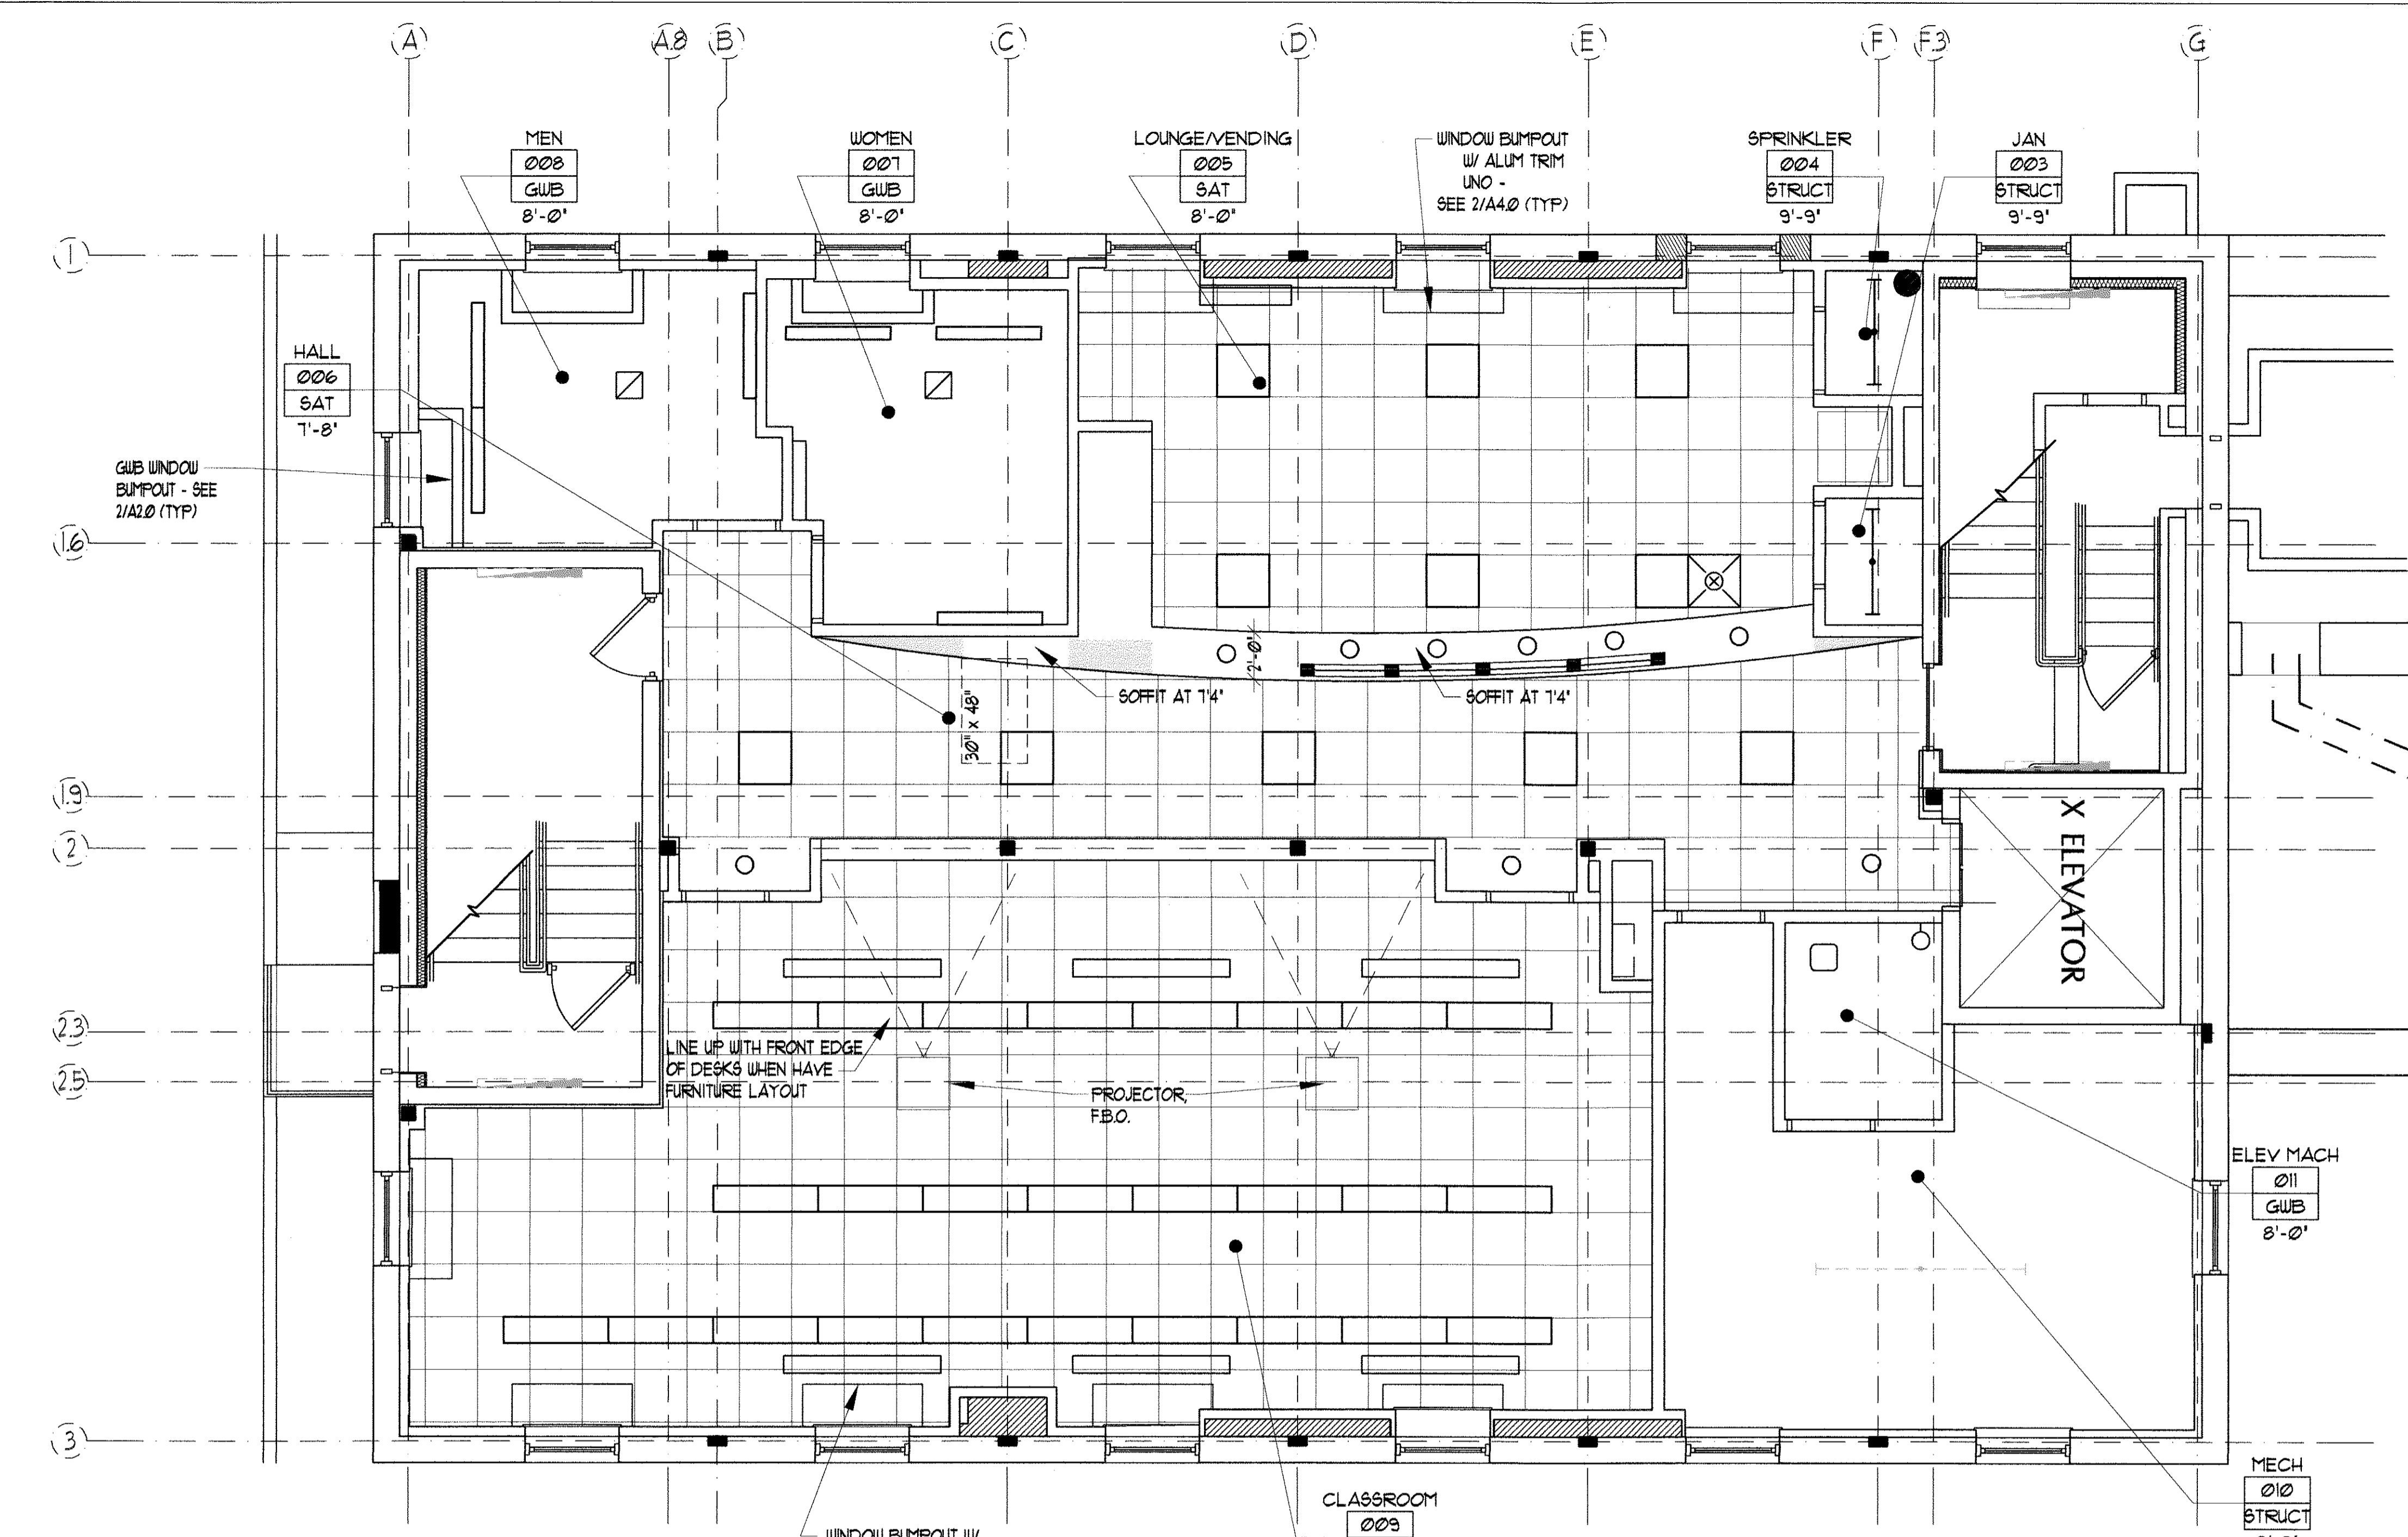 A
A.8
B
C
D
E
F
F.3
G
MEN
008
GWB
8'-0"
WOMEN
007
GWB
8'-0"
LOUNGE/VENDING
005
SAT
8'-0"
WINDOW BUMPOUT
W/ ALUM TRIM
UNO -
SEE 2/A4.0 (TYP)
SPRINKLER
004
STRUCT
9'-9"
JAN
003
STRUCT
9'-9"
1
HALL
006
SAT
7'-8"
GWB WINDOW
BUMPOUT - SEE
2/A2.0 (TYP)
1.6
2'-0"
SOFFIT AT 7'4"
SOFFIT AT 7'4"
30" x 48"
1.9
2
X ELEVATOR
2.3
LINE UP WITH FRONT EDGE
OF DESKS WHEN HAVE
FURNITURE LAYOUT
2.5
PROJECTOR,
F.B.O.
ELEV MACH
011
GWB
8'-0"
3
MECH
010
STRUCT
CLASSROOM
009
WINDOW BUMPOUT W/